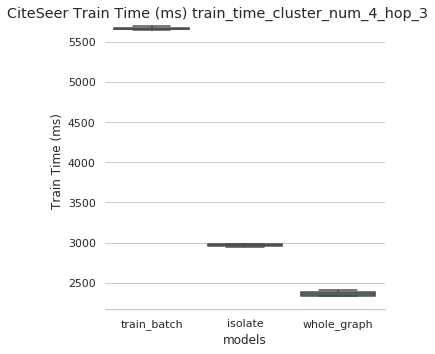 CiteSeer Train Time (ms) train_time_cluster_num_4_hop_3
5500
5000
4500
4000
3500
3000
2500
Train Time (ms)
train_batch isolate whole_graph
models